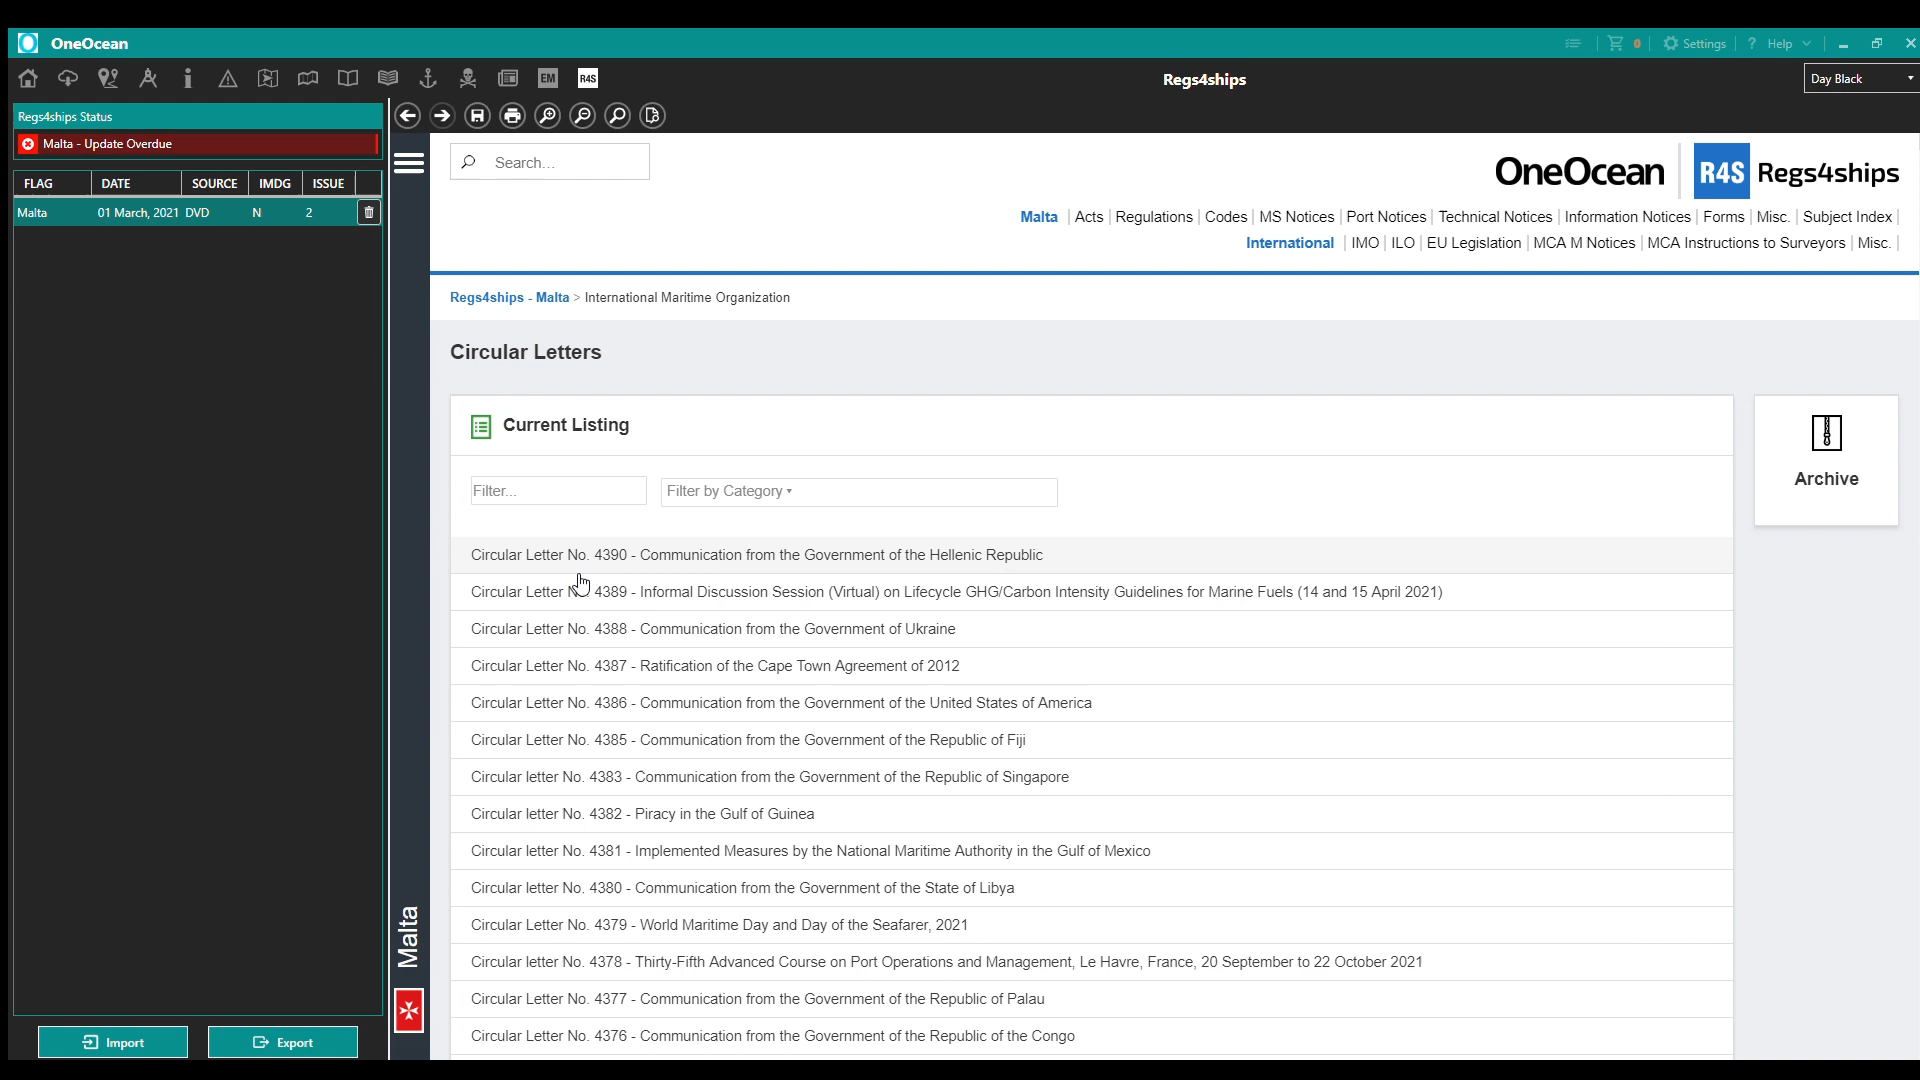 OneOcean
0
Settings
? Help
EM
R4S
Regs4ships
Day Black
Regs4ships Status
Malta - Update Overdue
FLAG DATE SOURCE IMDG ISSUE
Malta 01 March, 2021 DVD N 2
Import
Export
Malta
Search...
OneOcean R4S Regs4ships
Malta | Acts | Regulations | Codes | MS Notices | Port Notices | Technical Notices | Information Notices | Forms | Misc. | Subject Index |
International | IMO | ILO | EU Legislation | MCA M Notices | MCA Instructions to Surveyors | Misc. |
Regs4ships - Malta > International Maritime Organization
Circular Letters
Current Listing
Archive
Filter...
Filter by Category
Circular Letter No. 4390 - Communication from the Government of the Hellenic Republic
Circular Letter No. 4389 - Informal Discussion Session (Virtual) on Lifecycle GHG/Carbon Intensity Guidelines for Marine Fuels (14 and 15 April 2021)
Circular Letter No. 4388 - Communication from the Government of Ukraine
Circular Letter No. 4387 - Ratification of the Cape Town Agreement of 2012
Circular Letter No. 4386 - Communication from the Government of the United States of America
Circular Letter No. 4385 - Communication from the Government of the Republic of Fiji
Circular letter No. 4383 - Communication from the Government of the Republic of Singapore
Circular letter No. 4382 - Piracy in the Gulf of Guinea
Circular letter No. 4381 - Implemented Measures by the National Maritime Authority in the Gulf of Mexico
Circular letter No. 4380 - Communication from the Government of the State of Libya
Circular Letter No. 4379 - World Maritime Day and Day of the Seafarer, 2021
Circular letter No. 4378 - Thirty-Fifth Advanced Course on Port Operations and Management, Le Havre, France, 20 September to 22 October 2021
Circular Letter No. 4377 - Communication from the Government of the Republic of Palau
Circular Letter No. 4376 - Communication from the Government of the Republic of the Congo